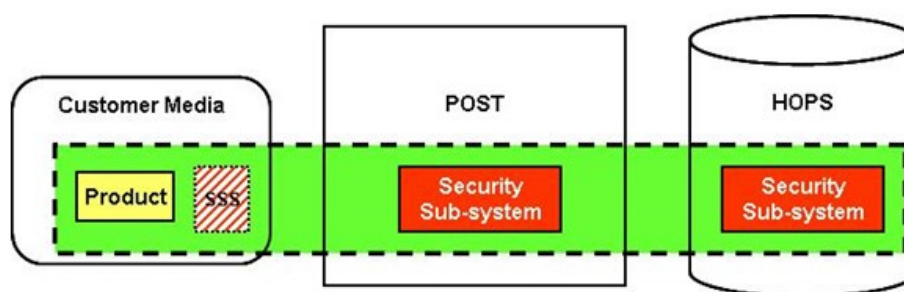 Customer Media
POST
HOPS
Product
SSS
Security
Sub-system
Security
Sub-system